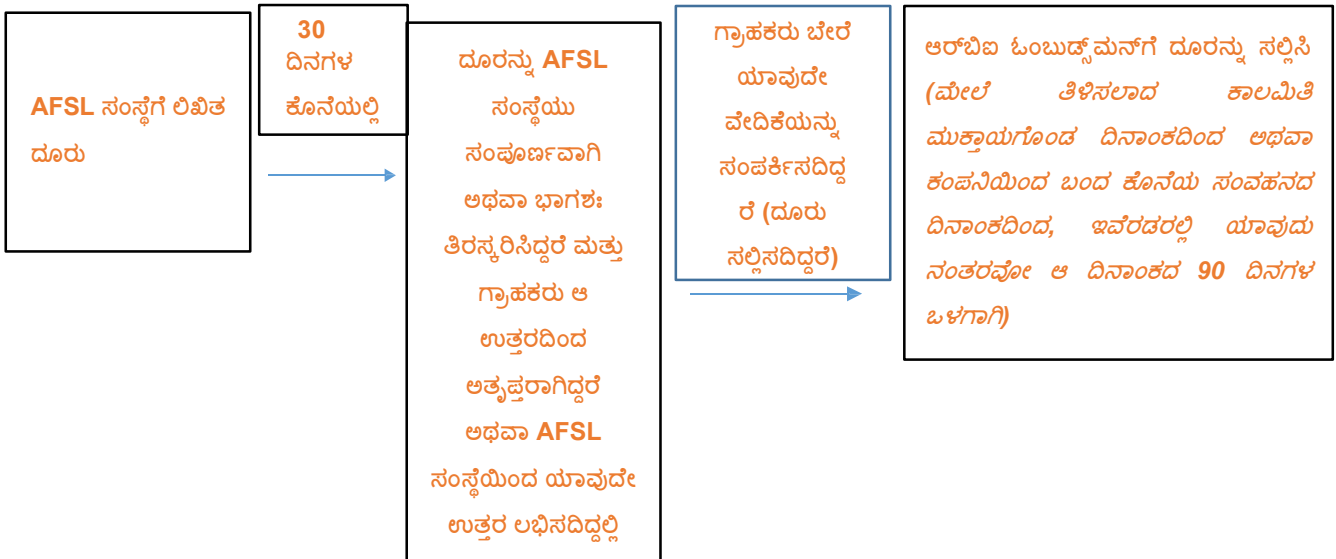 AFSL ಸಂಸ್ಥೆಗೆ ಲಿಖಿತ
ದೂರು
30
ದಿನಗಳ
ಕೊನೆಯಲ್ಲಿ
ದೂರನ್ನು AFSL
ಸಂಸ್ಥೆಯು
ಸಂಪೂರ್ಣವಾಗಿ
ಅಥವಾ ಭಾಗಶಃ
ತಿರಸ್ಕರಿಸಿದ್ದರೆ ಮತ್ತು
ಗ್ರಾಹಕರು ಆ
ಉತ್ತರದಿಂದ
ಅತೃಪ್ತರಾಗಿದ್ದರೆ
ಅಥವಾ AFSL
ಸಂಸ್ಥೆಯಿಂದ ಯಾವುದೇ
ಉತ್ತರ ಲಭಿಸದಿದ್ದಲ್ಲಿ
ಗ್ರಾಹಕರು ಬೇರೆ
ಯಾವುದೇ
ವೇದಿಕೆಯನ್ನು
ಸಂಪರ್ಕಿಸದಿದ್ದ
ರೆ (ದೂರು
ಸಲ್ಲಿಸದಿದ್ದರೆ)
ಆರ್‌ಬಿಐ ಓಂಬುಡ್ಸ್‌ಮನ್‌ಗೆ ದೂರನ್ನು ಸಲ್ಲಿಸಿ
(ಮೇಲೆ ತಿಳಿಸಲಾದ ಕಾಲಮಿತಿ
ಮುಕ್ತಾಯಗೊಂಡ ದಿನಾಂಕದಿಂದ ಅಥವಾ
ಕಂಪನಿಯಿಂದ ಬಂದ ಕೊನೆಯ ಸಂವಹನದ
ದಿನಾಂಕದಿಂದ, ಇವೆರಡರಲ್ಲಿ ಯಾವುದು
ನಂತರವೋ ಆ ದಿನಾಂಕದ 90 ದಿನಗಳ
ಒಳಗಾಗಿ)